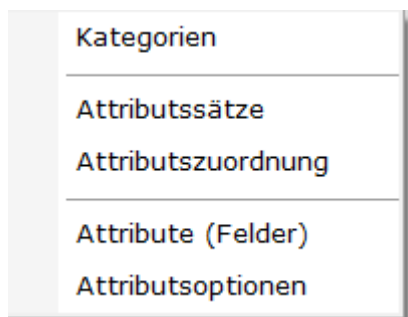 Kategorien
Attributssätze
Attributszuordnung
Attribute (Felder)
Attributsoptionen